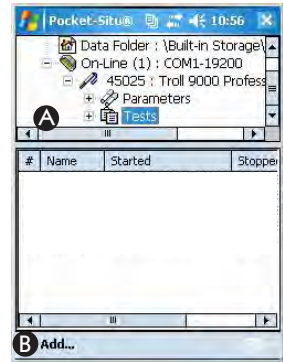 Pocket-Situ® 10:56
Data Folder : \Built-in Storage\
On-Line (1) : COM1-19200
45025 : Troll 9000 Profess
Parameters
A
Tests
# Name Started Stopped
B Add...